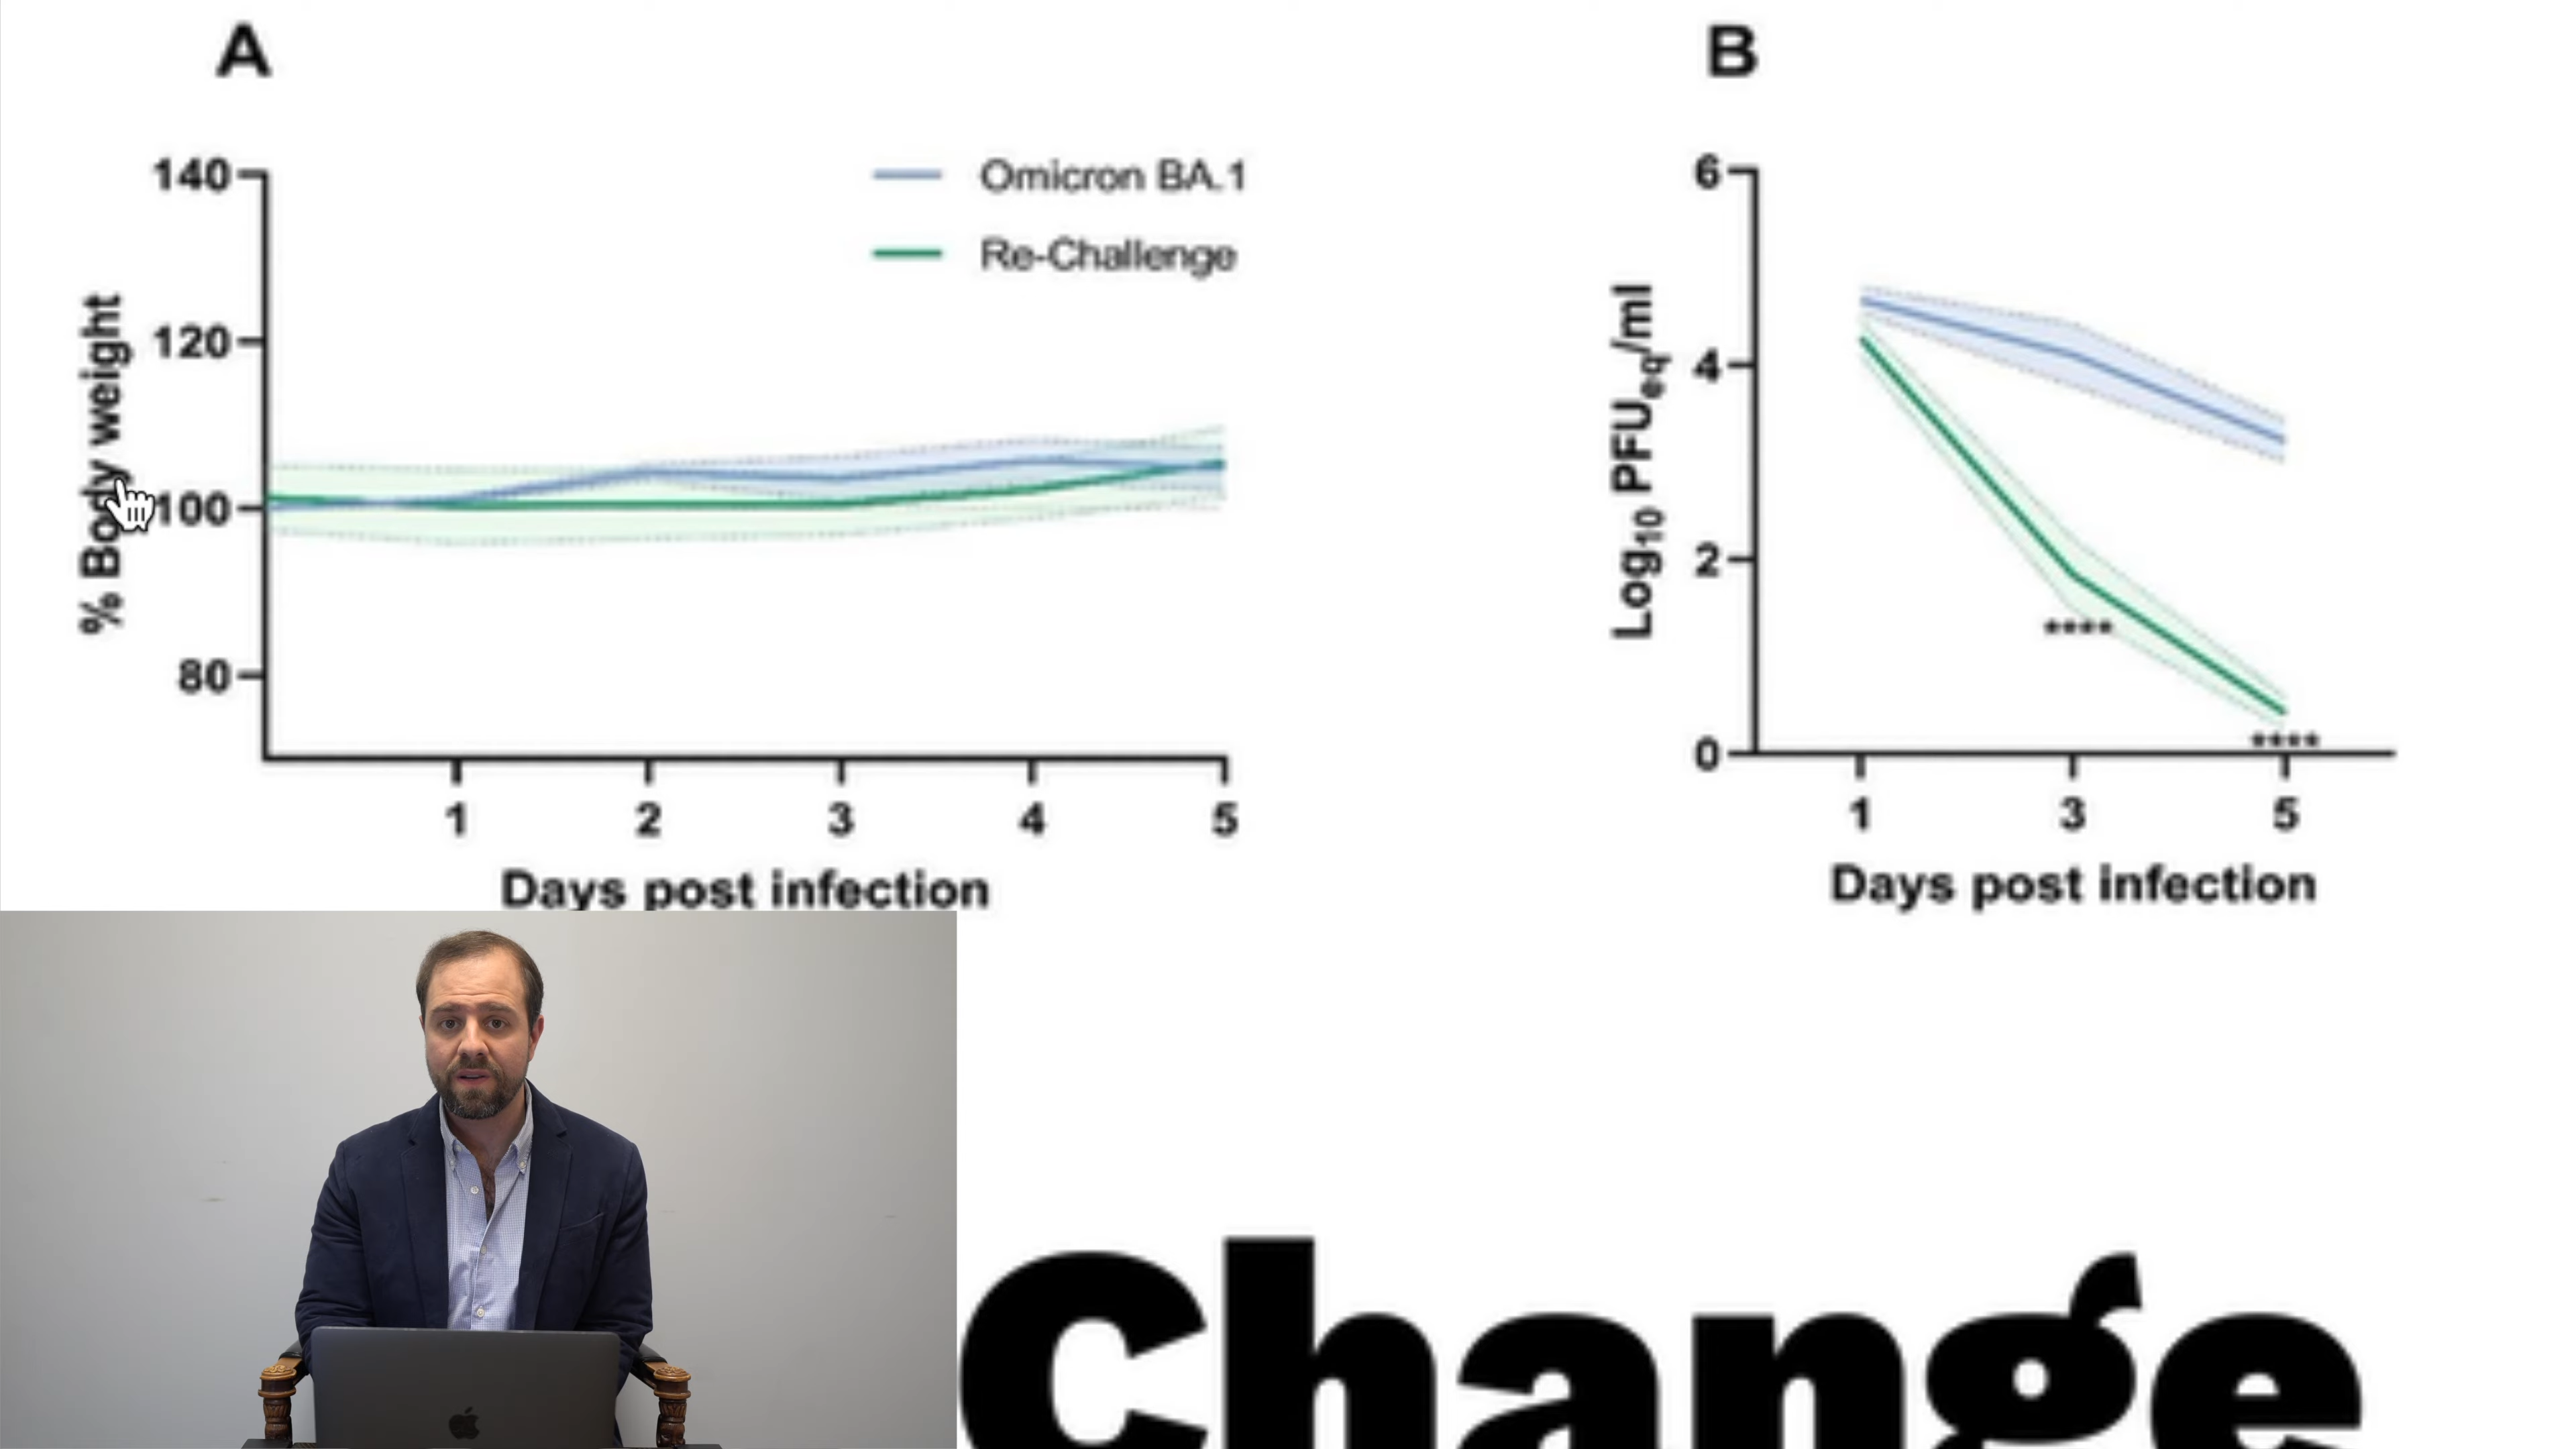 A
140
120
100
80
% Body weight
Omicron BA.1
Re-Challenge
1 2 3 4 5
Days post infection
B
6
4
2
0
Log10 PFUeq/ml
****
****
1 3 5
Days post infection
Change